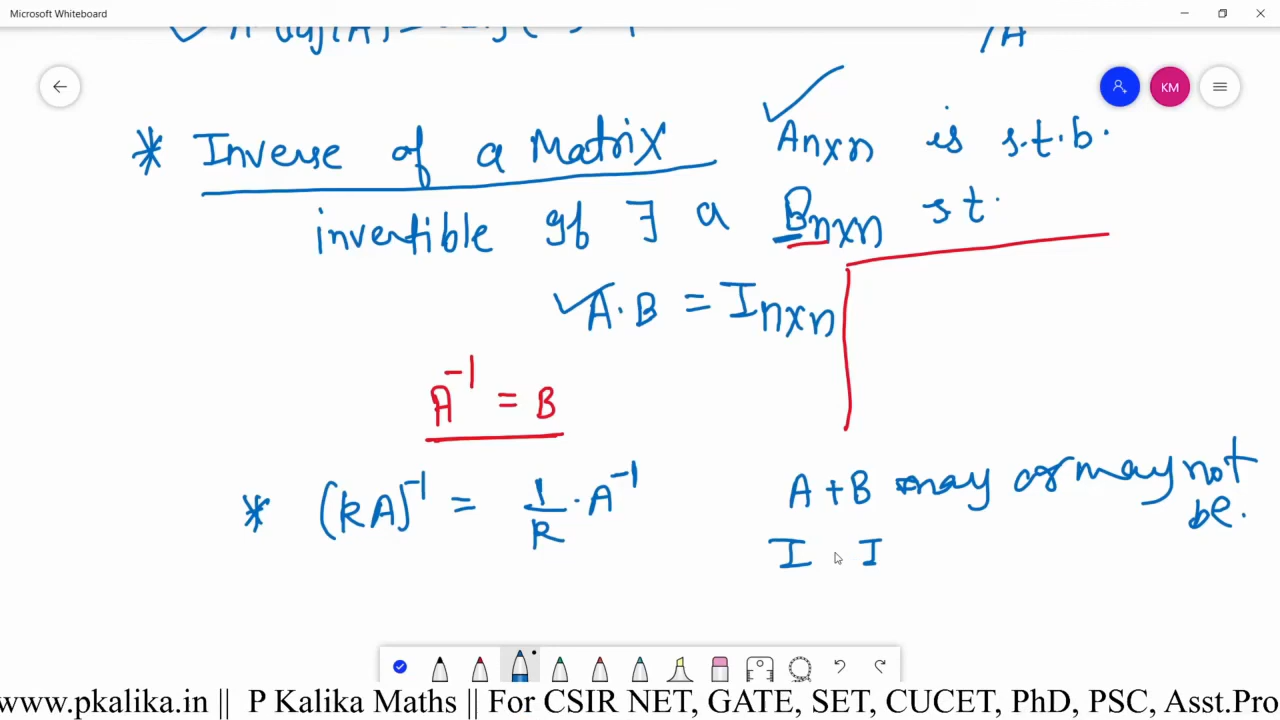 Microsoft Whiteboard
/A
KM
* Inverse of a Matrix Anxn is s.t.b.
invertible if ∃ a Bnxn s.t.
A.B = Inxn
A⁻¹ = B
* (kA)⁻¹ = 1/k · A⁻¹ A+B may or may not be.
I I
www.pkalika.in || P Kalika Maths || For CSIR NET, GATE, SET, CUCET, PhD, PSC, Asst.Pro